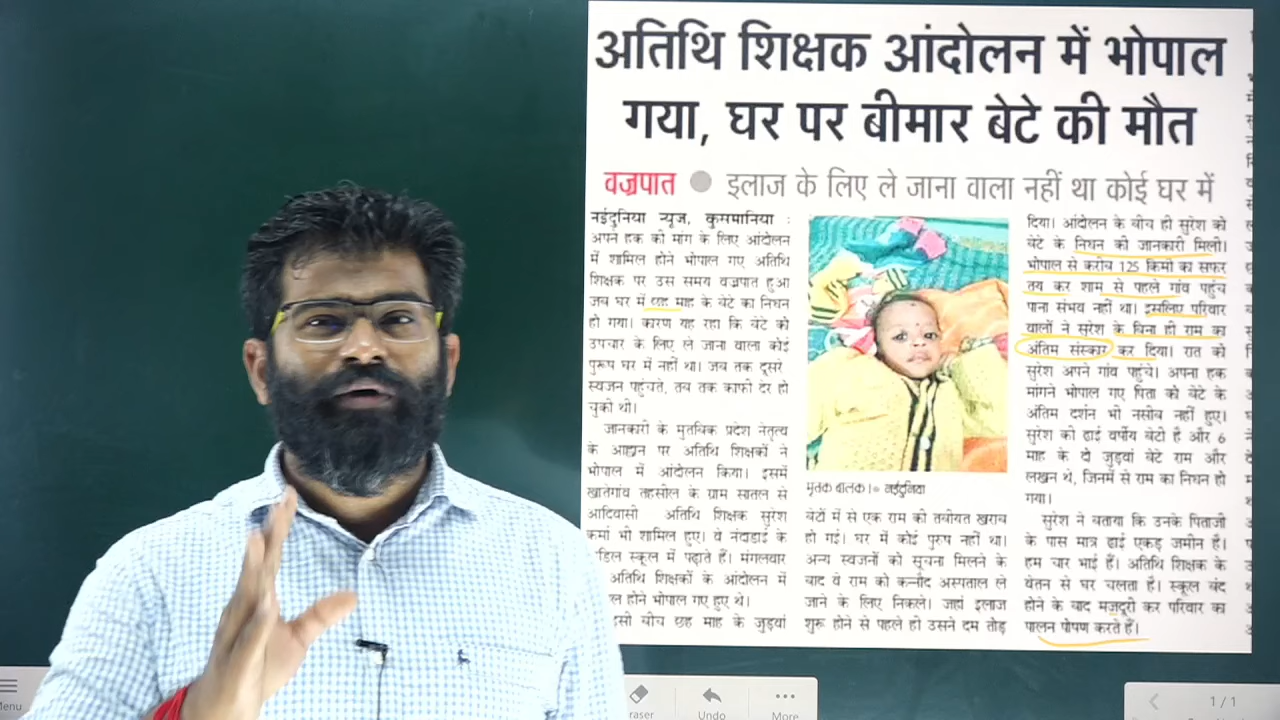 अतिथि शिक्षक आंदोलन में भोपाल
गया, घर पर बीमार बेटे की मौत
वज्रपात ● इलाज के लिए ले जाना वाला नहीं था कोई घर में
नईदुनिया न्यूज, कुसमानिया :
अपने हक की मांग के लिए आंदोलन
में शामिल होने भोपाल गए अतिथि
शिक्षक पर उस समय वज्रपात हुआ
जब घर में छह माह के बेटे का निधन
हो गया। कारण यह रहा कि बेटे को
उपचार के लिए ले जाना वाला कोई
पुरूष घर में नहीं था। जब तक दूसरे
स्वजन पहुंचते, तब तक काफी देर हो
चुकी थी।
जानकारी के मुताबिक प्रदेश नेतृत्व
के आह्वान पर अतिथि शिक्षकों ने
भोपाल में आंदोलन किया। इसमें
खातेगांव तहसील के ग्राम सातल से
आदिवासी अतिथि शिक्षक सुरेश
कर्मा भी शामिल हुए। वे नंदाडाई के
डिल स्कूल में पढ़ाते हैं। मंगलवार
अतिथि शिक्षकों के आंदोलन में
ल होने भोपाल गए हुए थे।
इसी बीच छह माह के जुड़वां
मृतक बालक। ● नईदुनिया
बेटों में से एक राम की तबीयत खराब
हो गई। घर में कोई पुरुष नहीं था।
अन्य स्वजनों को सूचना मिलने के
बाद वे राम को कन्नौद अस्पताल ले
जाने के लिए निकले। जहां इलाज
शुरू होने से पहले ही उसने दम तोड़
दिया। आंदोलन के बीच ही सुरेश को
बेटे के निधन की जानकारी मिली।
भोपाल से करीब 125 किमी का सफर
तय कर शाम से पहले गांव पहुंच
पाना संभव नहीं था। इसलिए परिवार
वालों ने सुरेश के बिना ही राम का
अंतिम संस्कार कर दिया। रात को
सुरेश अपने गांव पहुंचे। अपना हक
मांगने भोपाल गए पिता को बेटे के
अंतिम दर्शन भी नसीब नहीं हुए।
सुरेश की ढाई वर्षीय बेटी है और 6
माह के दो जुड़वां बेटे राम और
लखन थे, जिनमें से राम का निधन हो
गया।
सुरेश ने बताया कि उनके पिताजी
के पास मात्र ढाई एकड़ जमीन है।
हम चार भाई हैं। अतिथि शिक्षक के
वेतन से घर चलता है। स्कूल बंद
होने के बाद मजदूरी कर परिवार का
पालन पोषण करते हैं।
Menu
raser
Undo
More
1 / 1